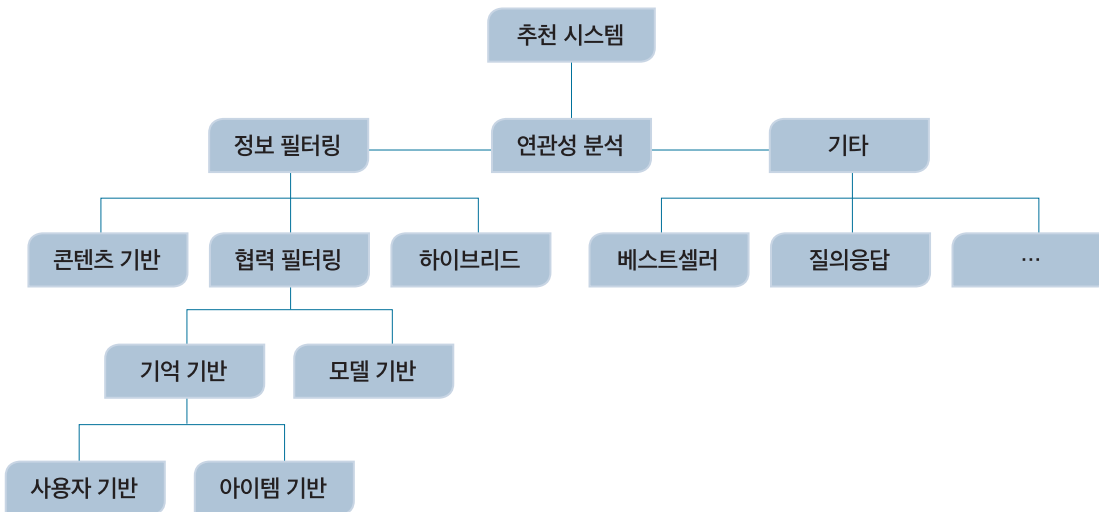 추천 시스템
정보 필터링
연관성 분석
기타
콘텐츠 기반
협력 필터링
하이브리드
베스트셀러
질의응답
…
기억 기반
모델 기반
사용자 기반
아이템 기반